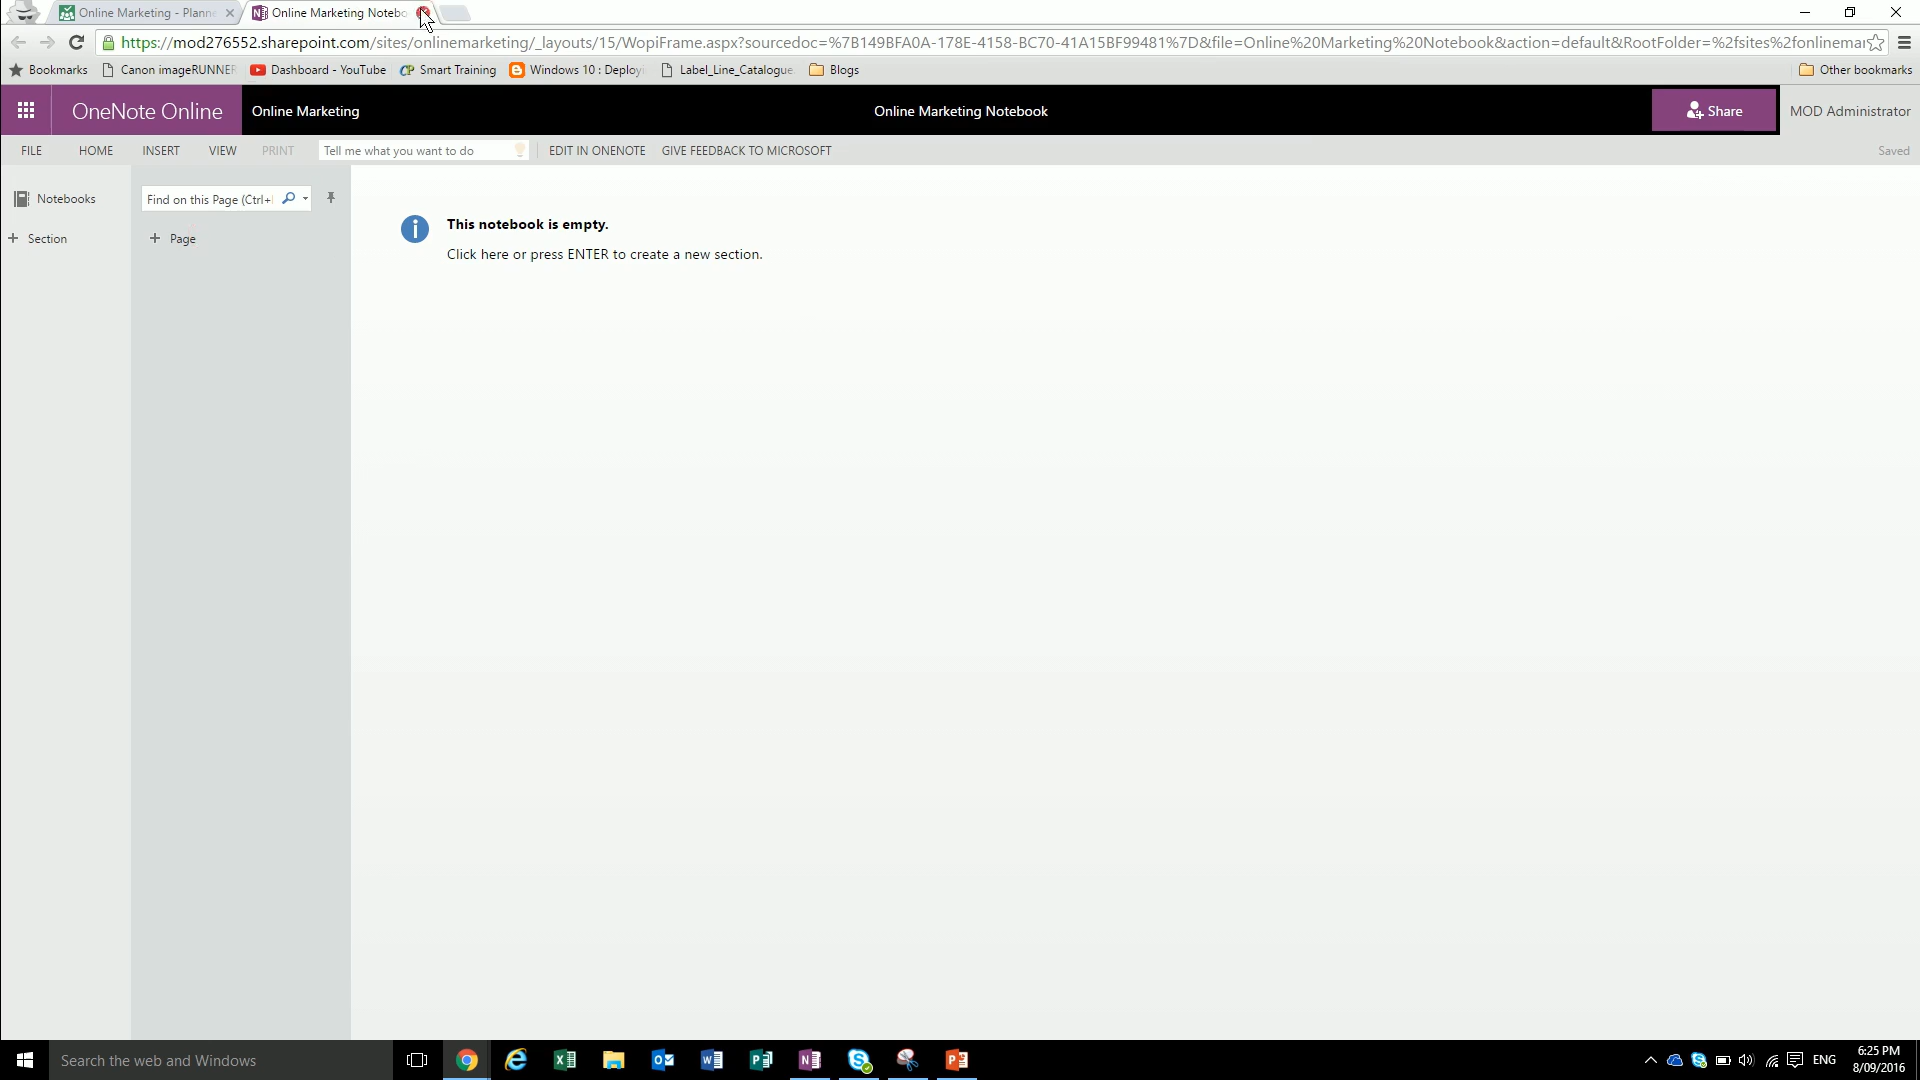 Online Marketing - Planne
Online Marketing Notebo
https://mod276552.sharepoint.com/sites/onlinemarketing/_layouts/15/WopiFrame.aspx?sourcedoc=%7B149BFA0A-178E-4158-BC70-41A15BF99481%7D&file=Online%20Marketing%20Notebook&action=default&RootFolder=%2fsites%2fonlinemar
Bookmarks Canon imageRUNNER Dashboard - YouTube Smart Training Windows 10 : Deployi Label_Line_Catalogue Blogs Other bookmarks
OneNote Online Online Marketing Online Marketing Notebook Share MOD Administrator
FILE HOME INSERT VIEW PRINT Tell me what you want to do EDIT IN ONENOTE GIVE FEEDBACK TO MICROSOFT Saved
Notebooks Find on this Page (Ctrl+
This notebook is empty.
+ Section + Page
Click here or press ENTER to create a new section.
Search the web and Windows
ENG
6:25 PM
8/09/2016